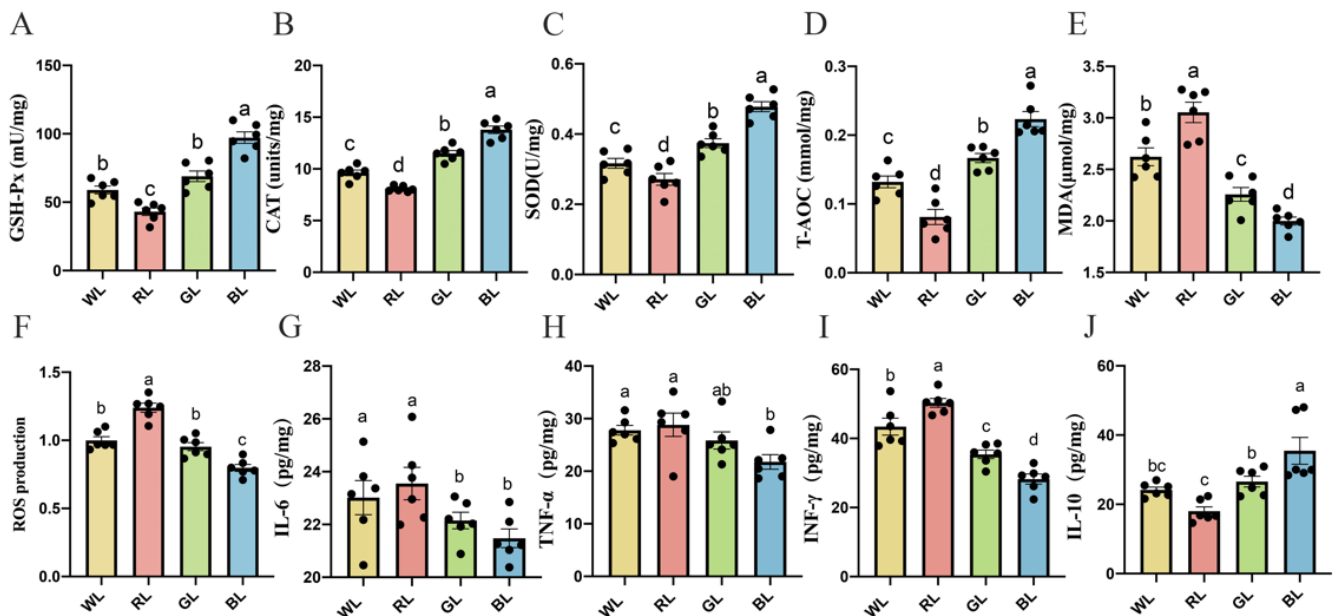 A
GSH-Px (mU/mg)
150
100
50
0
b
c
b
a
WL
RL
GL
BL
B
CAT (units/mg)
20
15
10
5
0
c
d
b
a
WL
RL
GL
BL
C
SOD(U/mg)
0.6
0.4
0.2
0.0
c
d
b
a
WL
RL
GL
BL
D
T-AOC (mmol/mg)
0.3
0.2
0.1
0.0
c
d
b
a
WL
RL
GL
BL
E
MDA(μmol/mg)
3.5
3.0
2.5
2.0
1.5
b
a
c
d
WL
RL
GL
BL
F
ROS production
1.5
1.0
0.5
0.0
b
a
b
c
WL
RL
GL
BL
G
IL-6 (pg/mg)
28
26
24
22
20
a
a
b
b
WL
RL
GL
BL
H
TNF-α (pg/mg)
40
30
20
10
0
a
a
ab
b
WL
RL
GL
BL
I
INF-γ (pg/mg)
60
40
20
0
b
a
c
d
WL
RL
GL
BL
J
IL-10 (pg/mg)
60
40
20
0
bc
c
b
a
WL
RL
GL
BL